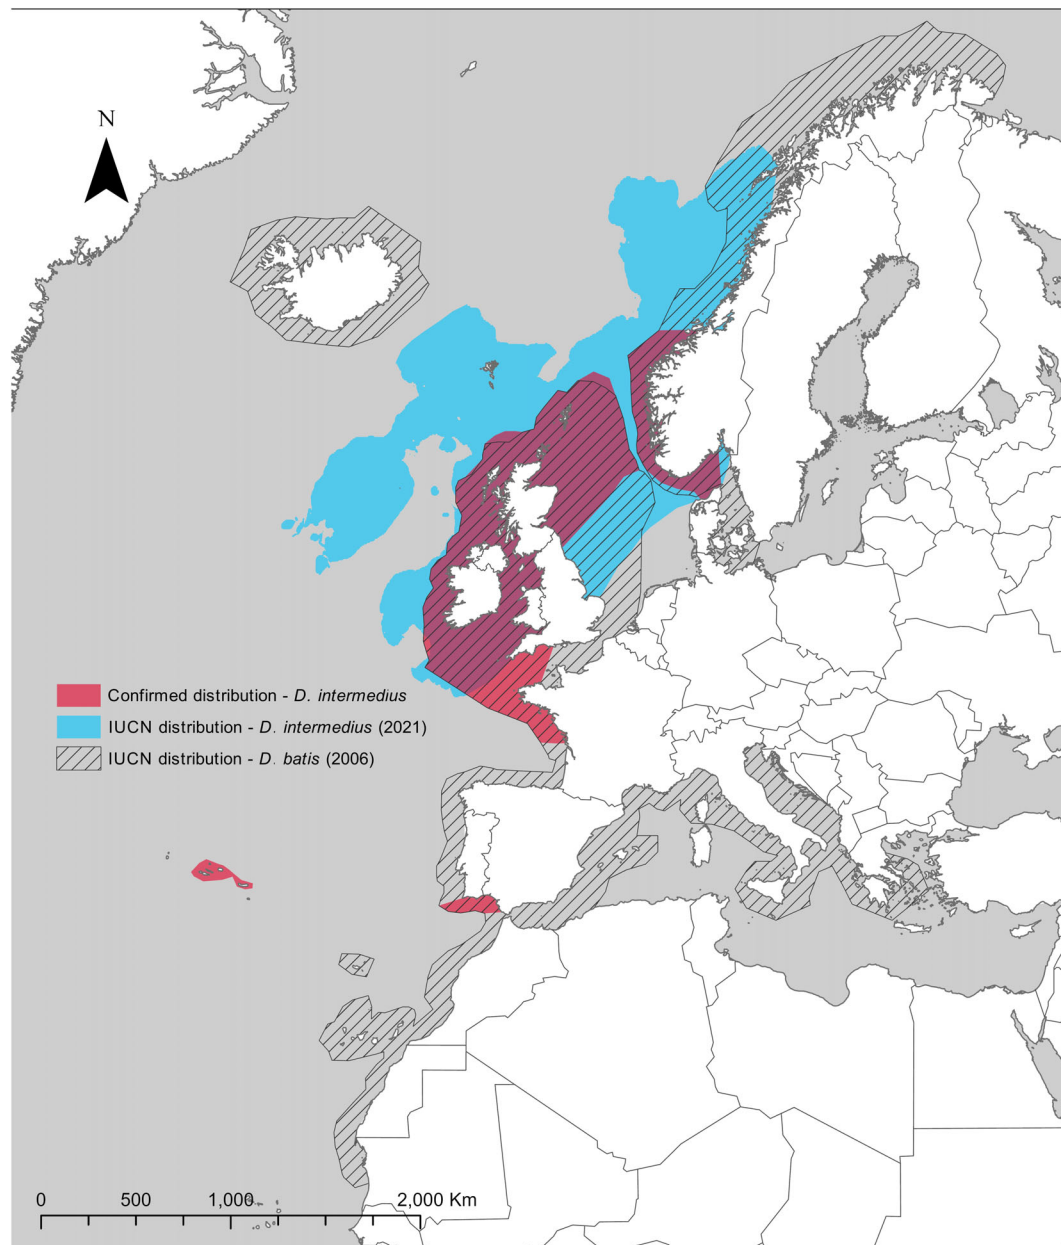 N
Confirmed distribution - D. intermedius
IUCN distribution - D. intermedius (2021)
IUCN distribution - D. batis (2006)
0 500 1,000 2,000 Km